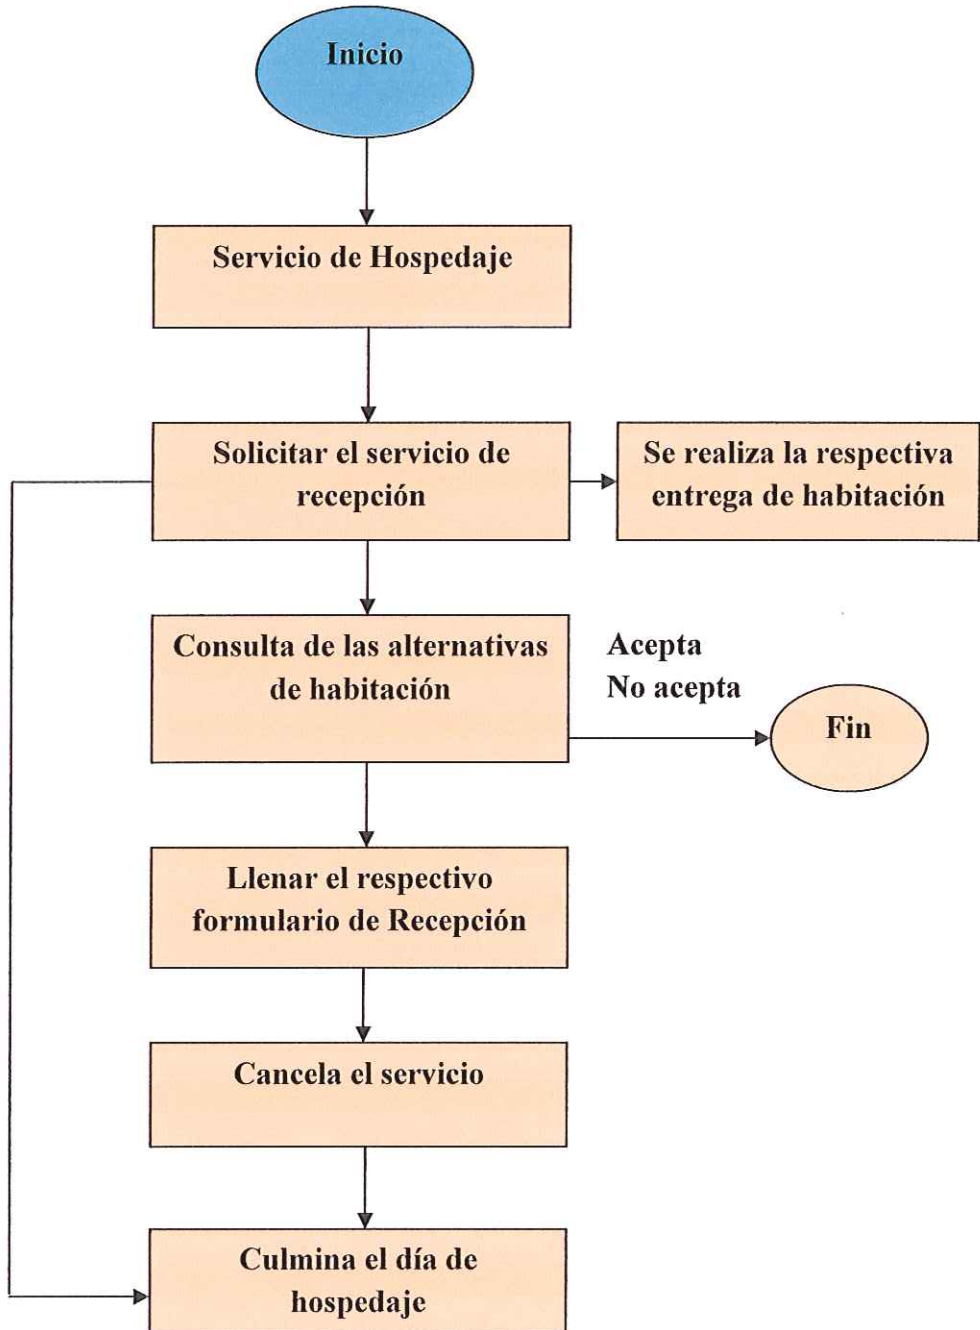 Inicio
Servicio de Hospedaje
Solicitar el servicio de
recepción
Se realiza la respectiva
entrega de habitación
Consulta de las alternativas
de habitación
Acepta
No acepta
Fin
Llenar el respectivo
formulario de Recepción
Cancela el servicio
Culmina el día de
hospedaje